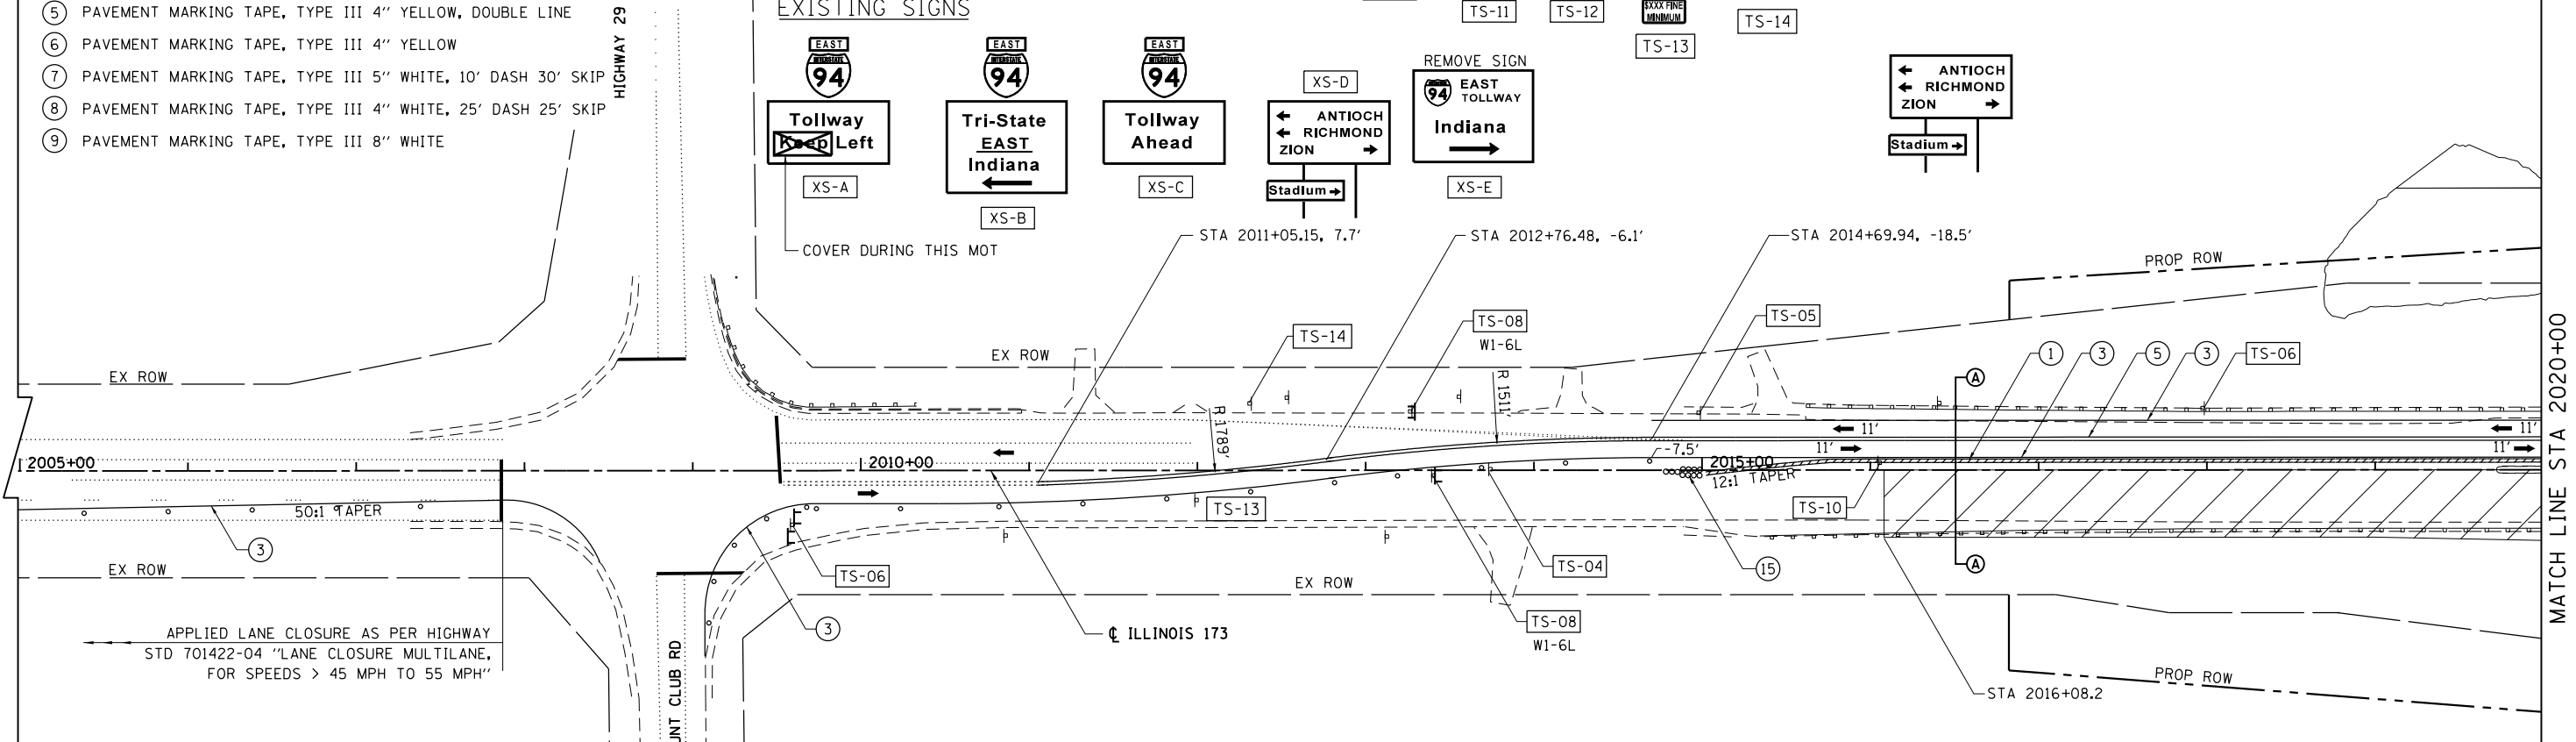 5 PAVEMENT MARKING TAPE, TYPE III 4" YELLOW, DOUBLE LINE
6 PAVEMENT MARKING TAPE, TYPE III 4" YELLOW
7 PAVEMENT MARKING TAPE, TYPE III 5" WHITE, 10' DASH 30' SKIP
8 PAVEMENT MARKING TAPE, TYPE III 4" WHITE, 25' DASH 25' SKIP
9 PAVEMENT MARKING TAPE, TYPE III 8" WHITE
HIGHWAY 29
EXISTING SIGNS
TS-11
TS-12
$XXX FINE
MINIMUM
TS-13
TS-14
EAST
INTERSTATE
94
Tollway
Keep Left
XS-A
COVER DURING THIS MOT
EAST
INTERSTATE
94
Tri-State
EAST
Indiana
XS-B
EAST
INTERSTATE
94
Tollway
Ahead
XS-C
XS-D
← ANTIOCH
← RICHMOND
ZION →
Stadium →
REMOVE SIGN
94 EAST
TOLLWAY
Indiana
XS-E
← ANTIOCH
← RICHMOND
ZION →
Stadium →
STA 2011+05.15, 7.7'
STA 2012+76.48, -6.1'
STA 2014+69.94, -18.5'
PROP ROW
EX ROW
EX ROW
TS-14
TS-08
W1-6L
TS-05
1
3
5
3
TS-06
A
R 1789'
R 1511'
11'
11'
11'
11'
2005+00
2010+00
-7.5'
2015+00
12:1 TAPER
50:1 TAPER
TS-13
TS-10
3
EX ROW
TS-06
3
EX ROW
TS-04
15
A
TS-08
W1-6L
℄ ILLINOIS 173
APPLIED LANE CLOSURE AS PER HIGHWAY
STD 701422-04 "LANE CLOSURE MULTILANE,
FOR SPEEDS > 45 MPH TO 55 MPH"
UNT CLUB RD
STA 2016+08.2
PROP ROW
MATCH LINE STA 2020+00